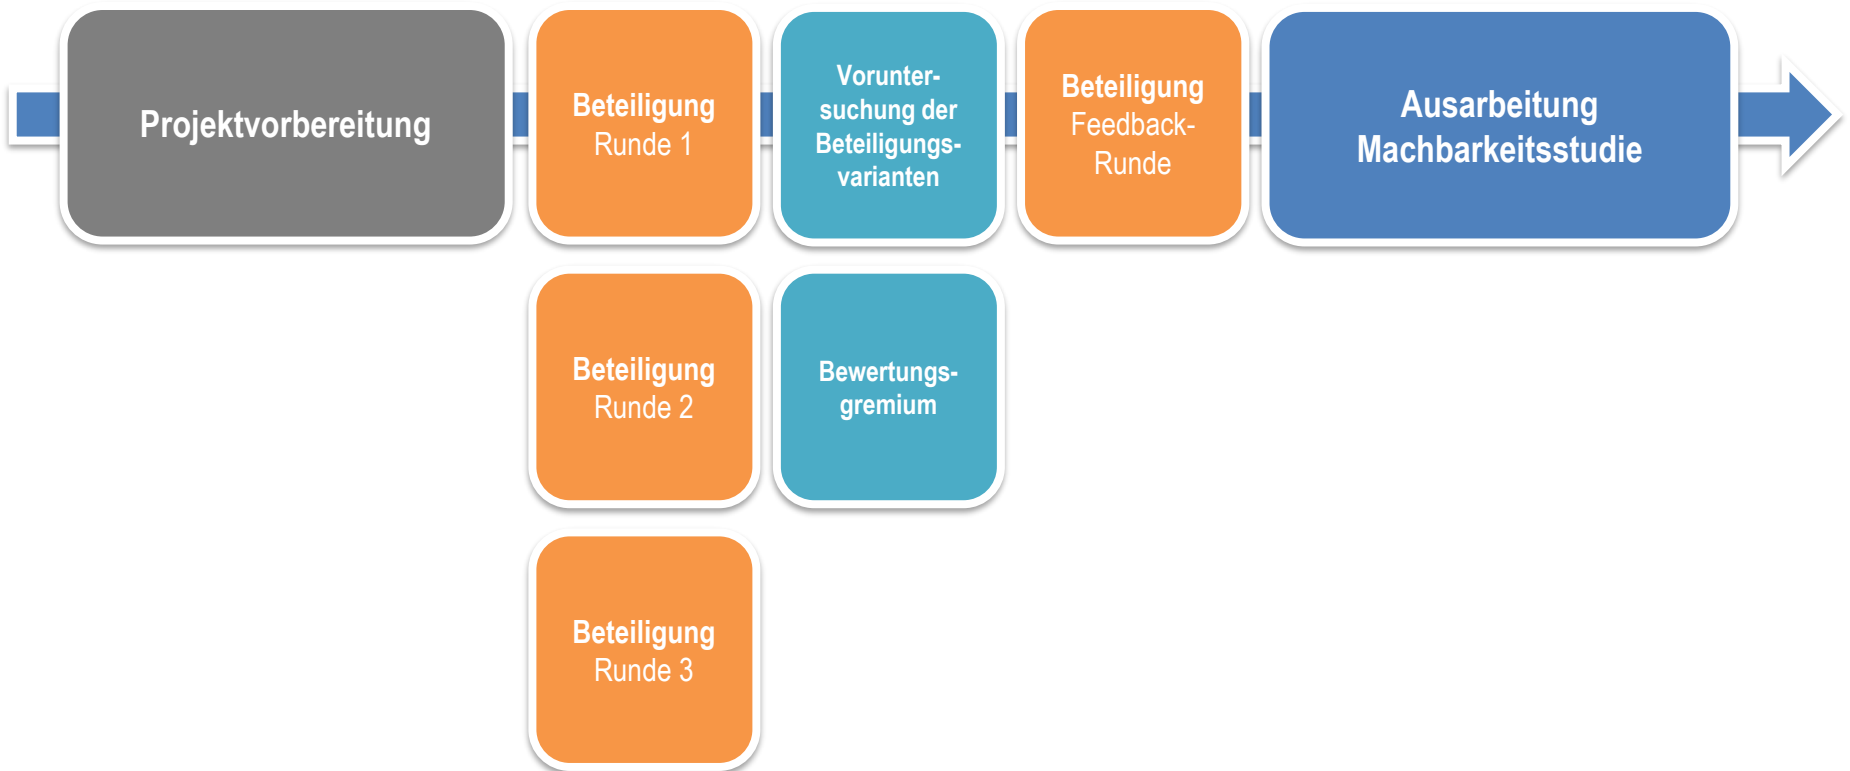 Projektvorbereitung
Beteiligung
Runde 1
Vorunter-
suchung der
Beteiligungs-
varianten
Beteiligung
Feedback-
Runde
Ausarbeitung
Machbarkeitsstudie
Beteiligung
Runde 2
Bewertungs-
gremium
Beteiligung
Runde 3